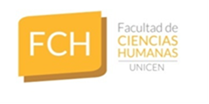 FCH
Facultad de
CIENCIAS
HUMANAS
UNICEN